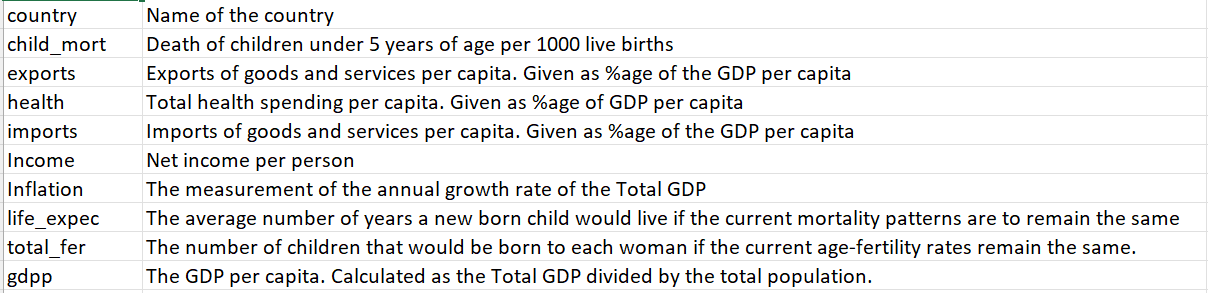 country Name of the country
child_mort Death of children under 5 years of age per 1000 live births
exports Exports of goods and services per capita. Given as %age of the GDP per capita
health Total health spending per capita. Given as %age of GDP per capita
imports Imports of goods and services per capita. Given as %age of the GDP per capita
Income Net income per person
Inflation The measurement of the annual growth rate of the Total GDP
life_expec The average number of years a new born child would live if the current mortality patterns are to remain the same
total_fer The number of children that would be born to each woman if the current age-fertility rates remain the same.
gdpp The GDP per capita. Calculated as the Total GDP divided by the total population.